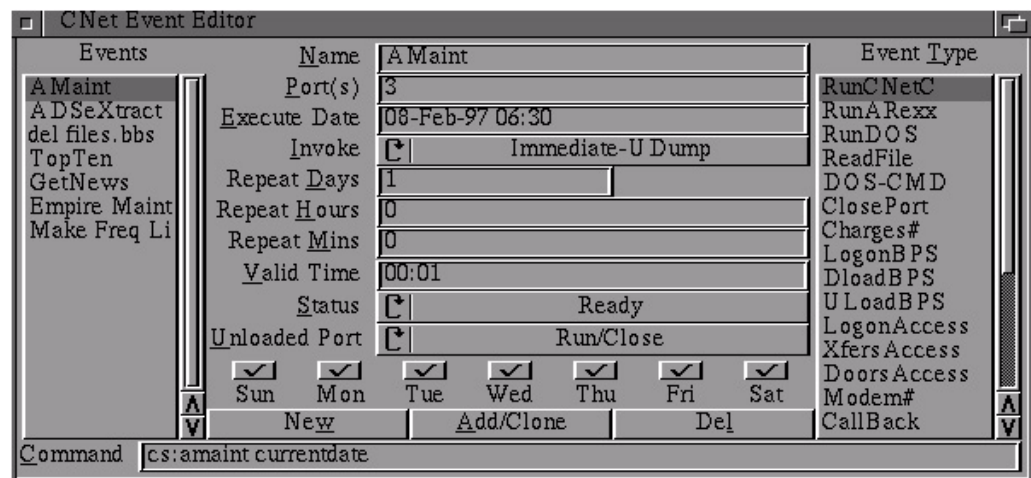 CNet Event Editor
Events
A Maint
ADSeXtract
del files.bbs
TopTen
GetNews
Empire Maint
Make Freq Li
Name A Maint
Port(s) 3
Execute Date 08-Feb-97 06:30
Invoke Immediate-U Dump
Repeat Days 1
Repeat Hours 0
Repeat Mins 0
Valid Time 00:01
Status Ready
Unloaded Port Run/Close
Sun Mon Tue Wed Thu Fri Sat
New Add/Clone Del
Event Type
RunCNetC
RunARexx
RunDOS
ReadFile
DOS-CMD
ClosePort
Charges#
LogonBPS
DloadBPS
ULoadBPS
LogonAccess
XfersAccess
DoorsAccess
Modem#
CallBack
Command cs:amaint currentdate